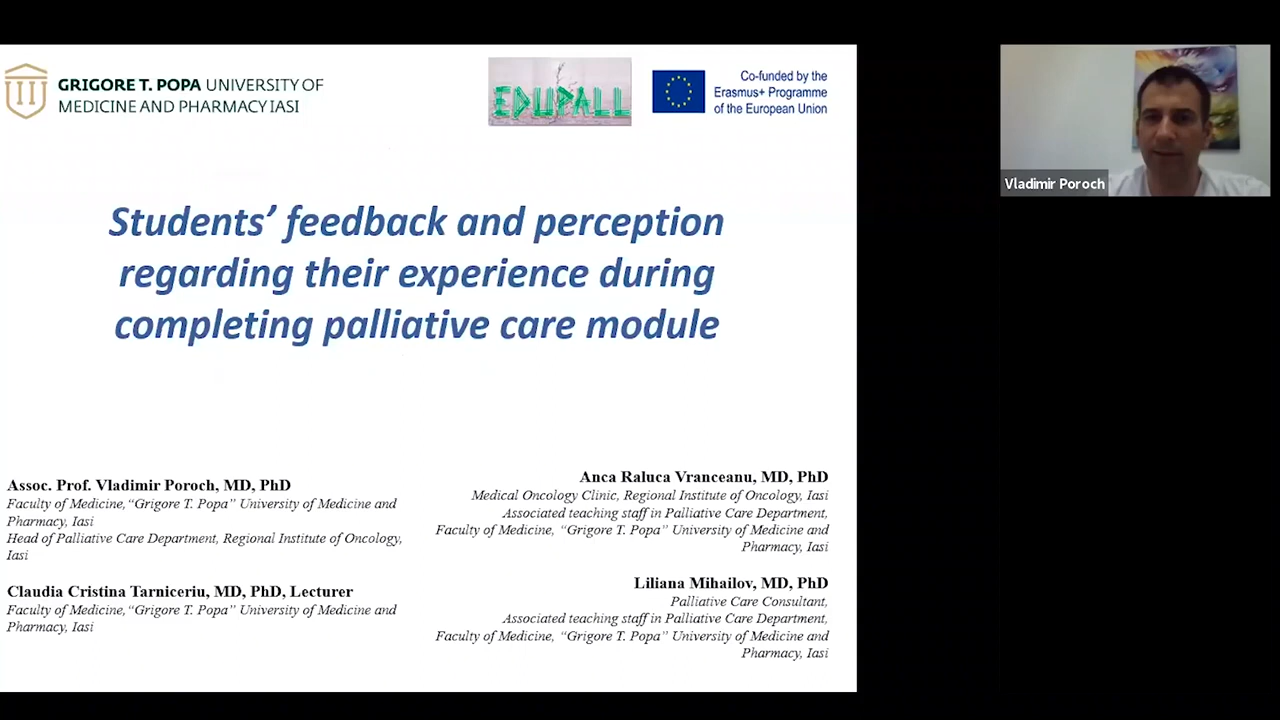 GRIGORE T. POPA UNIVERSITY OF
MEDICINE AND PHARMACY IASI
EDUPALL
Co-funded by the
Erasmus+ Programme
of the European Union
Vladimir Poroch
Students’ feedback and perception
regarding their experience during
completing palliative care module
Assoc. Prof. Vladimir Poroch, MD, PhD
Faculty of Medicine,“Grigore T. Popa” University of Medicine and
Pharmacy, Iasi
Head of Palliative Care Department, Regional Institute of Oncology,
Iasi
Claudia Cristina Tarniceriu, MD, PhD, Lecturer
Faculty of Medicine,“Grigore T. Popa” University of Medicine and
Pharmacy, Iasi
Anca Raluca Vranceanu, MD, PhD
Medical Oncology Clinic, Regional Institute of Oncology, Iasi
Associated teaching staff in Palliative Care Department,
Faculty of Medicine, “Grigore T. Popa” University of Medicine and
Pharmacy, Iasi
Liliana Mihailov, MD, PhD
Palliative Care Consultant,
Associated teaching staff in Palliative Care Department,
Faculty of Medicine, “Grigore T. Popa” University of Medicine and
Pharmacy, Iasi